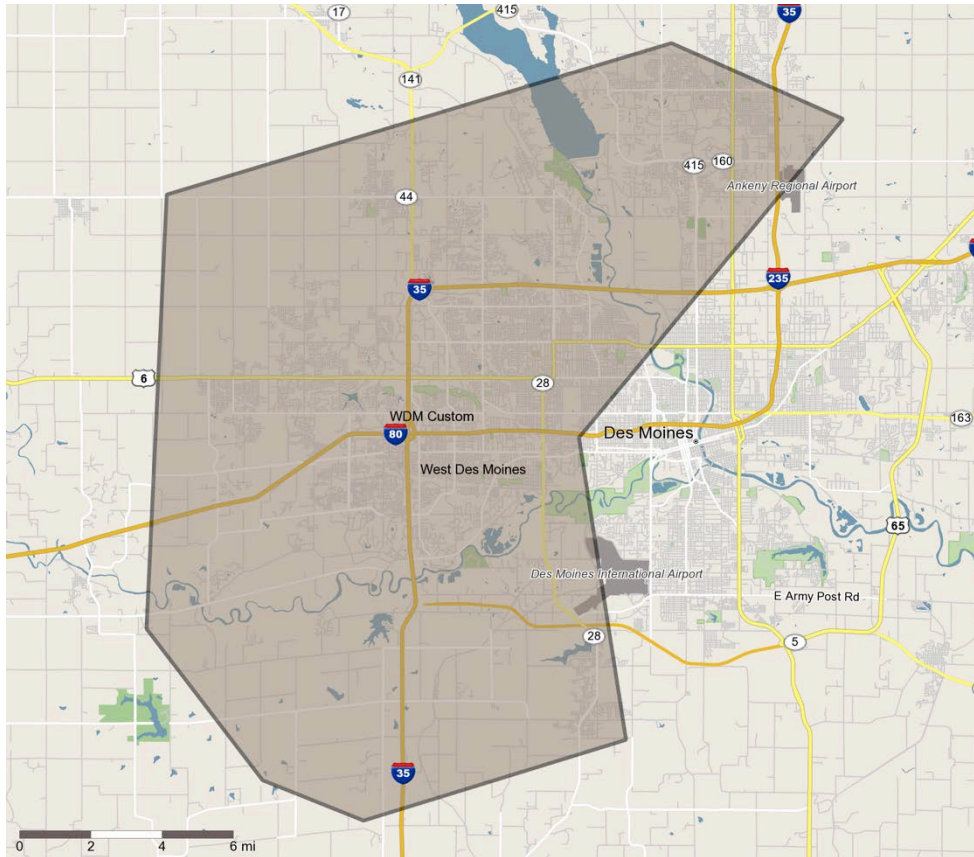 17
415
35
141
415
160
Ankeny Regional Airport
44
235
35
6
28
WDM Custom
163
80
Des Moines
West Des Moines
65
Des Moines International Airport
E Army Post Rd
28
5
35
0 2 4 6 mi